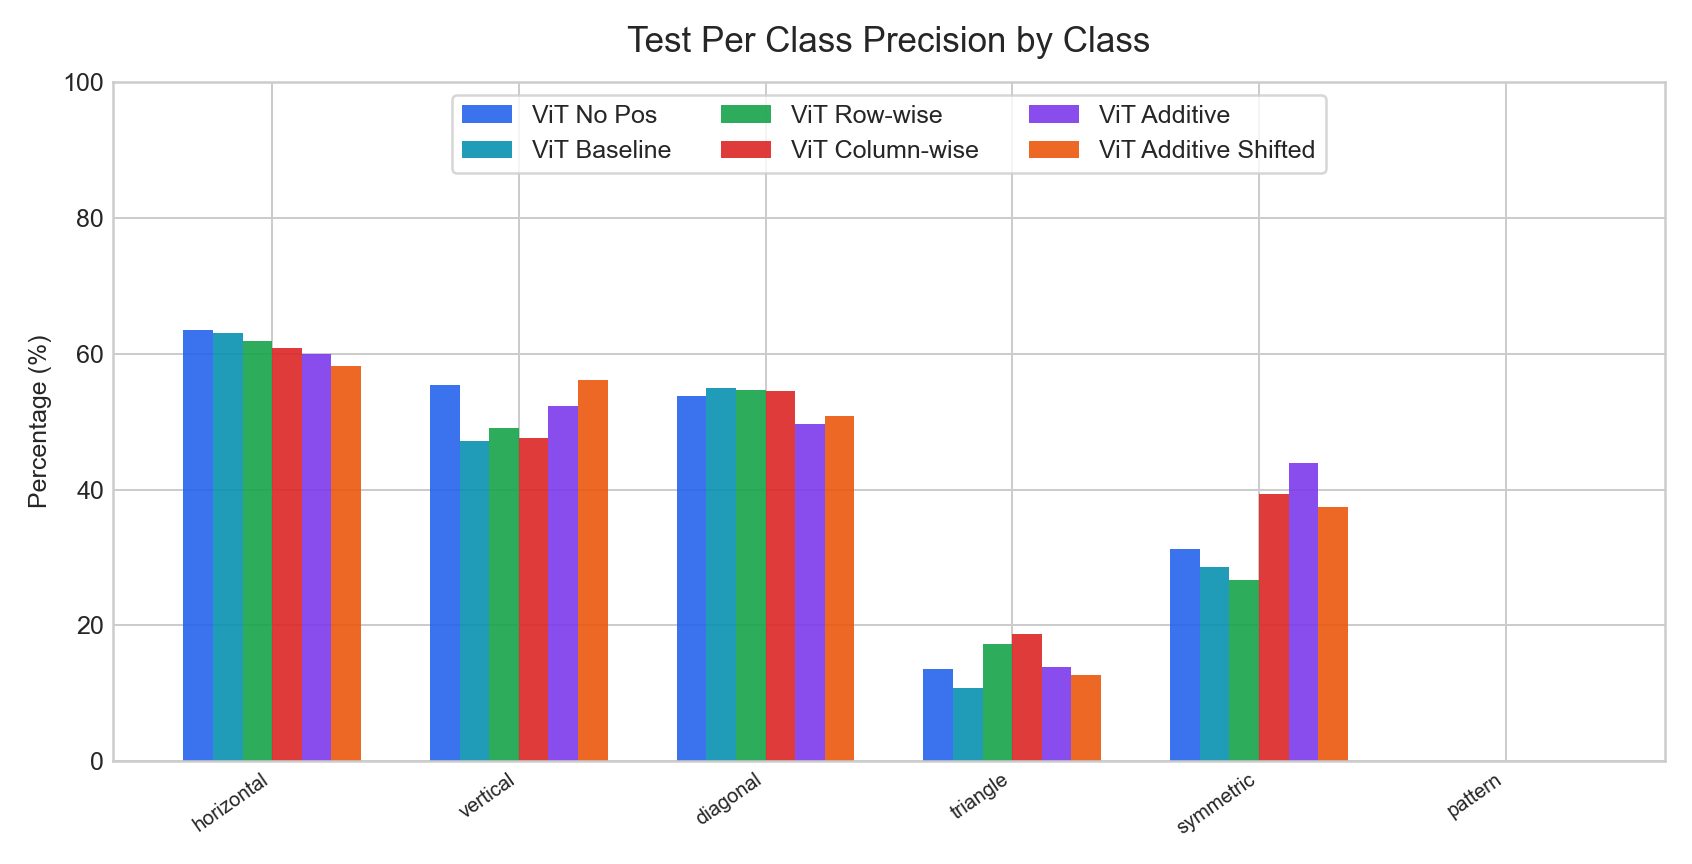 Test Per Class Precision by Class
ViT No Pos
ViT Baseline
ViT Row-wise
ViT Column-wise
ViT Additive
ViT Additive Shifted
Percentage (%)
100
80
60
40
20
0
horizontal
vertical
diagonal
triangle
symmetric
pattern